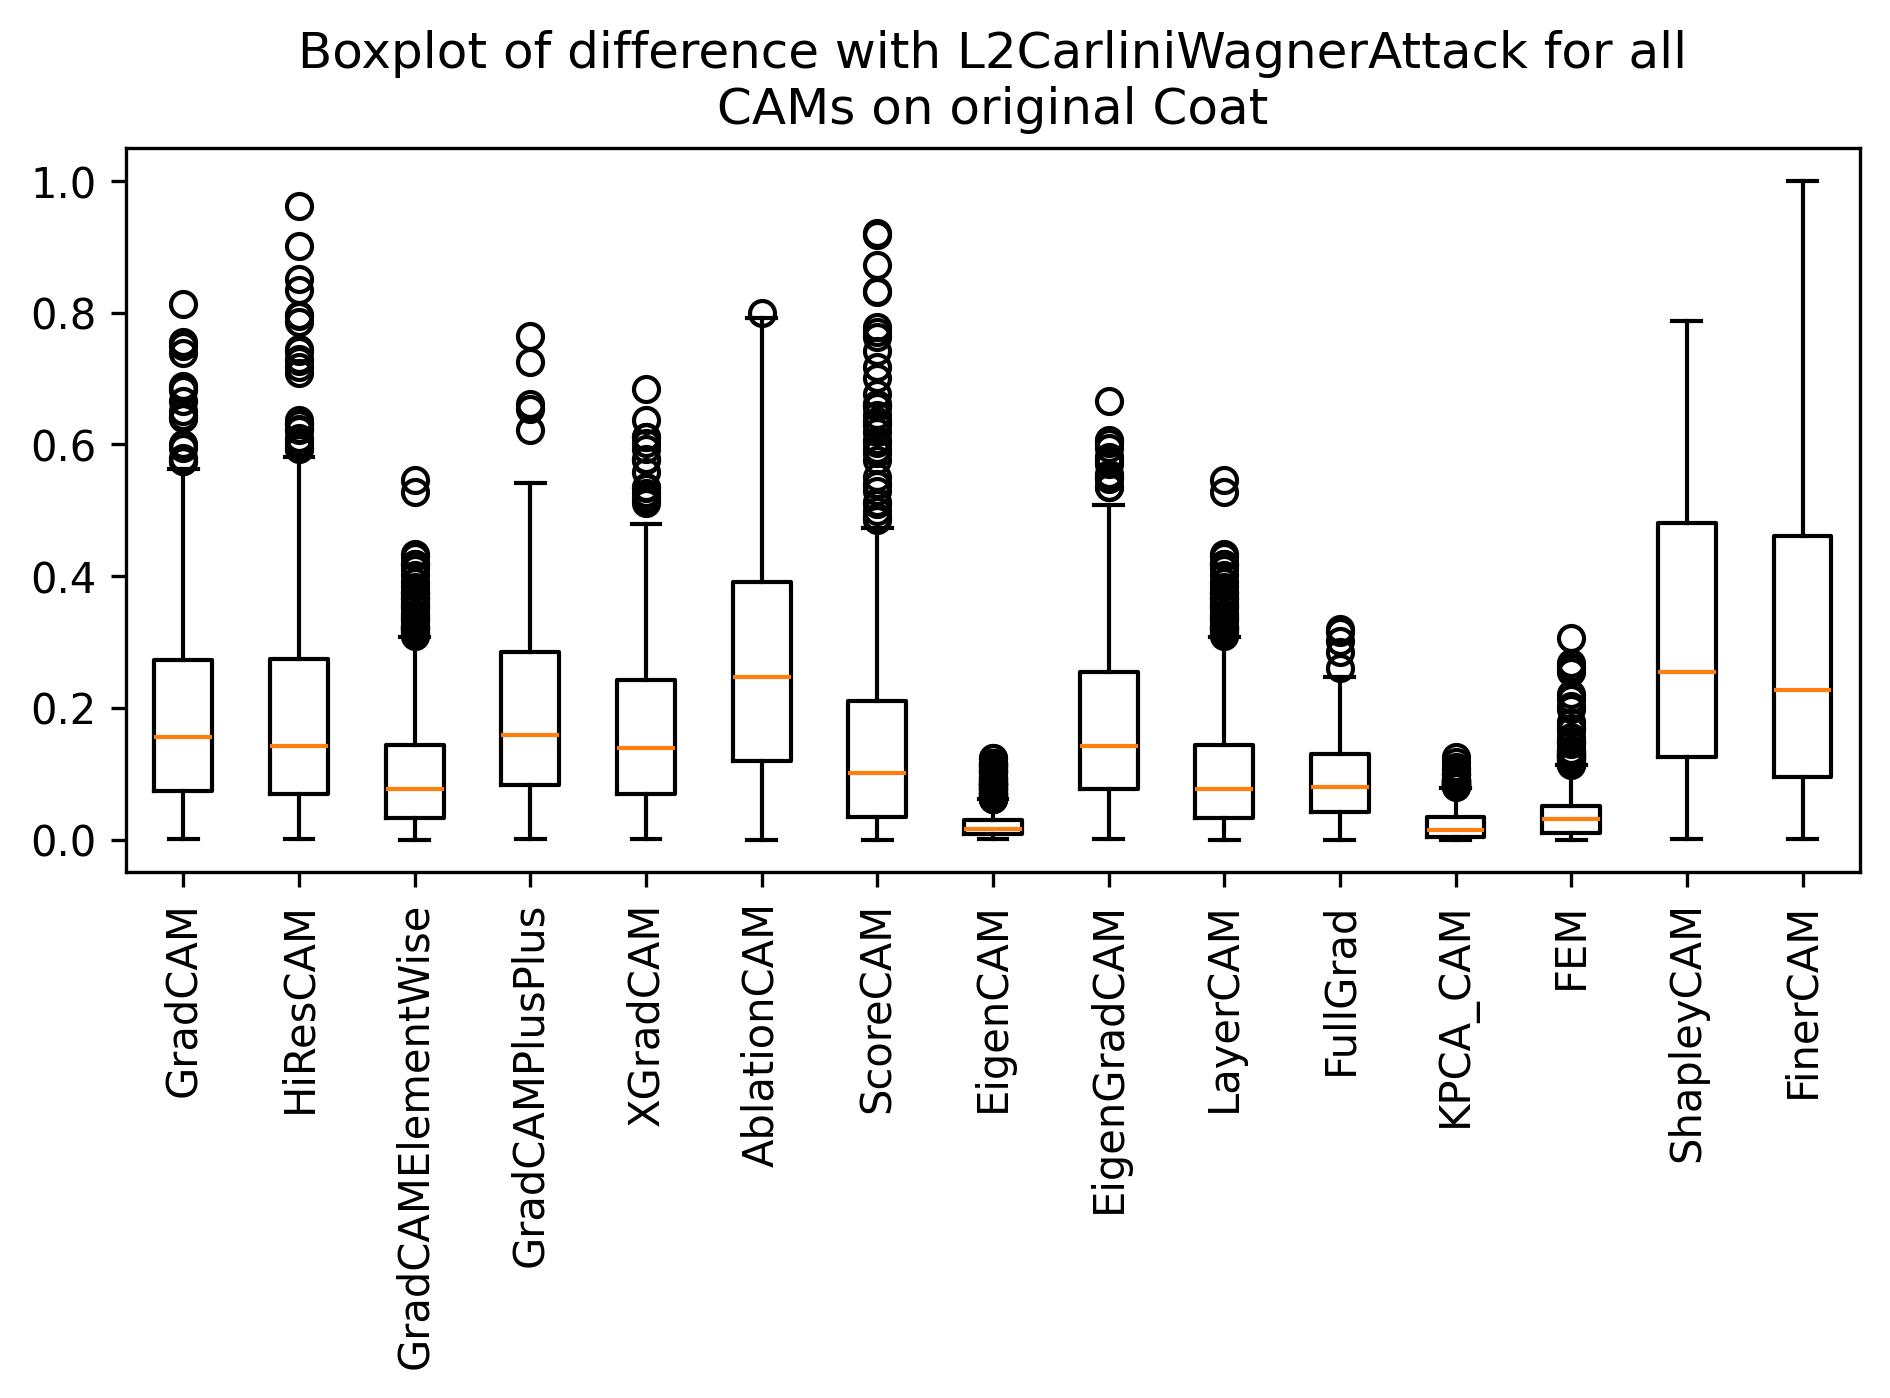 Boxplot of difference with L2CarliniWagnerAttack for all
CAMs on original Coat
1.0
0.8
0.6
0.4
0.2
0.0
GradCAM
HiResCAM
GradCAMElementWise
GradCAMPlusPlus
XGradCAM
AblationCAM
ScoreCAM
EigenCAM
EigenGradCAM
LayerCAM
FullGrad
KPCA_CAM
FEM
ShapleyCAM
FinerCAM